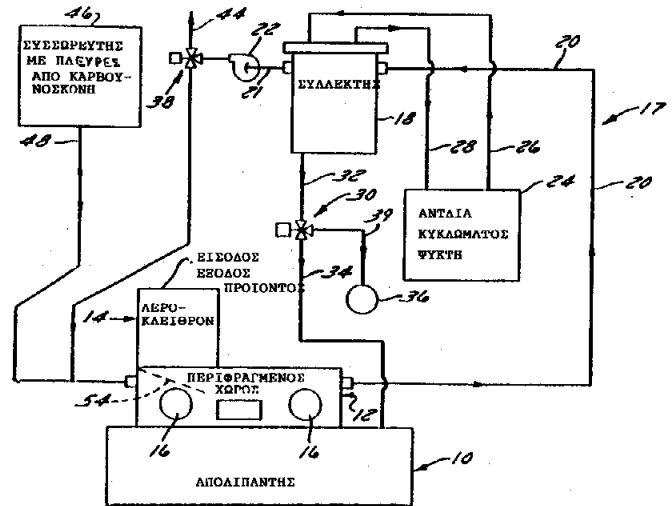 46
ΣΥΣΣΩΡΕΥΤΗΣ
ΜΕ ΠΛΕΥΡΕΣ
ΑΠΟ ΚΑΡΒΟΥ-
ΝΟΣΚΟΝΗ
48
44
38
22
21
ΣΥΛΛΕΚΤΗΣ
18
20
17
20
28
26
24
ΑΝΤΛΙΑ
ΚΥΚΛΩΜΑΤΟΣ
ΨΥΚΤΗ
32
30
39
34
36
ΕΙΣΟΔΟΣ
ΕΞΟΔΟΣ
ΠΡΟΙΟΝΤΟΣ
14
ΑΕΡΟ-
ΚΛΕΙΘΡΟΝ
ΠΕΡΙΦΡΑΓΜΕΝΟΣ
ΧΩΡΟΣ
54
16
16
12
ΑΠΟΛΙΠΑΝΤΗΣ
10